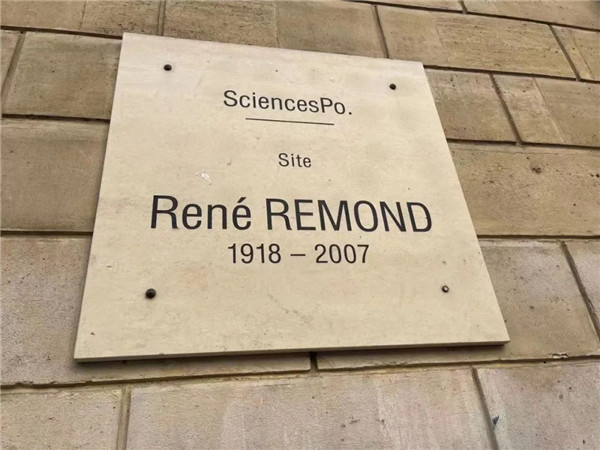 SciencesPo.
Site
René REMOND
1918 – 2007